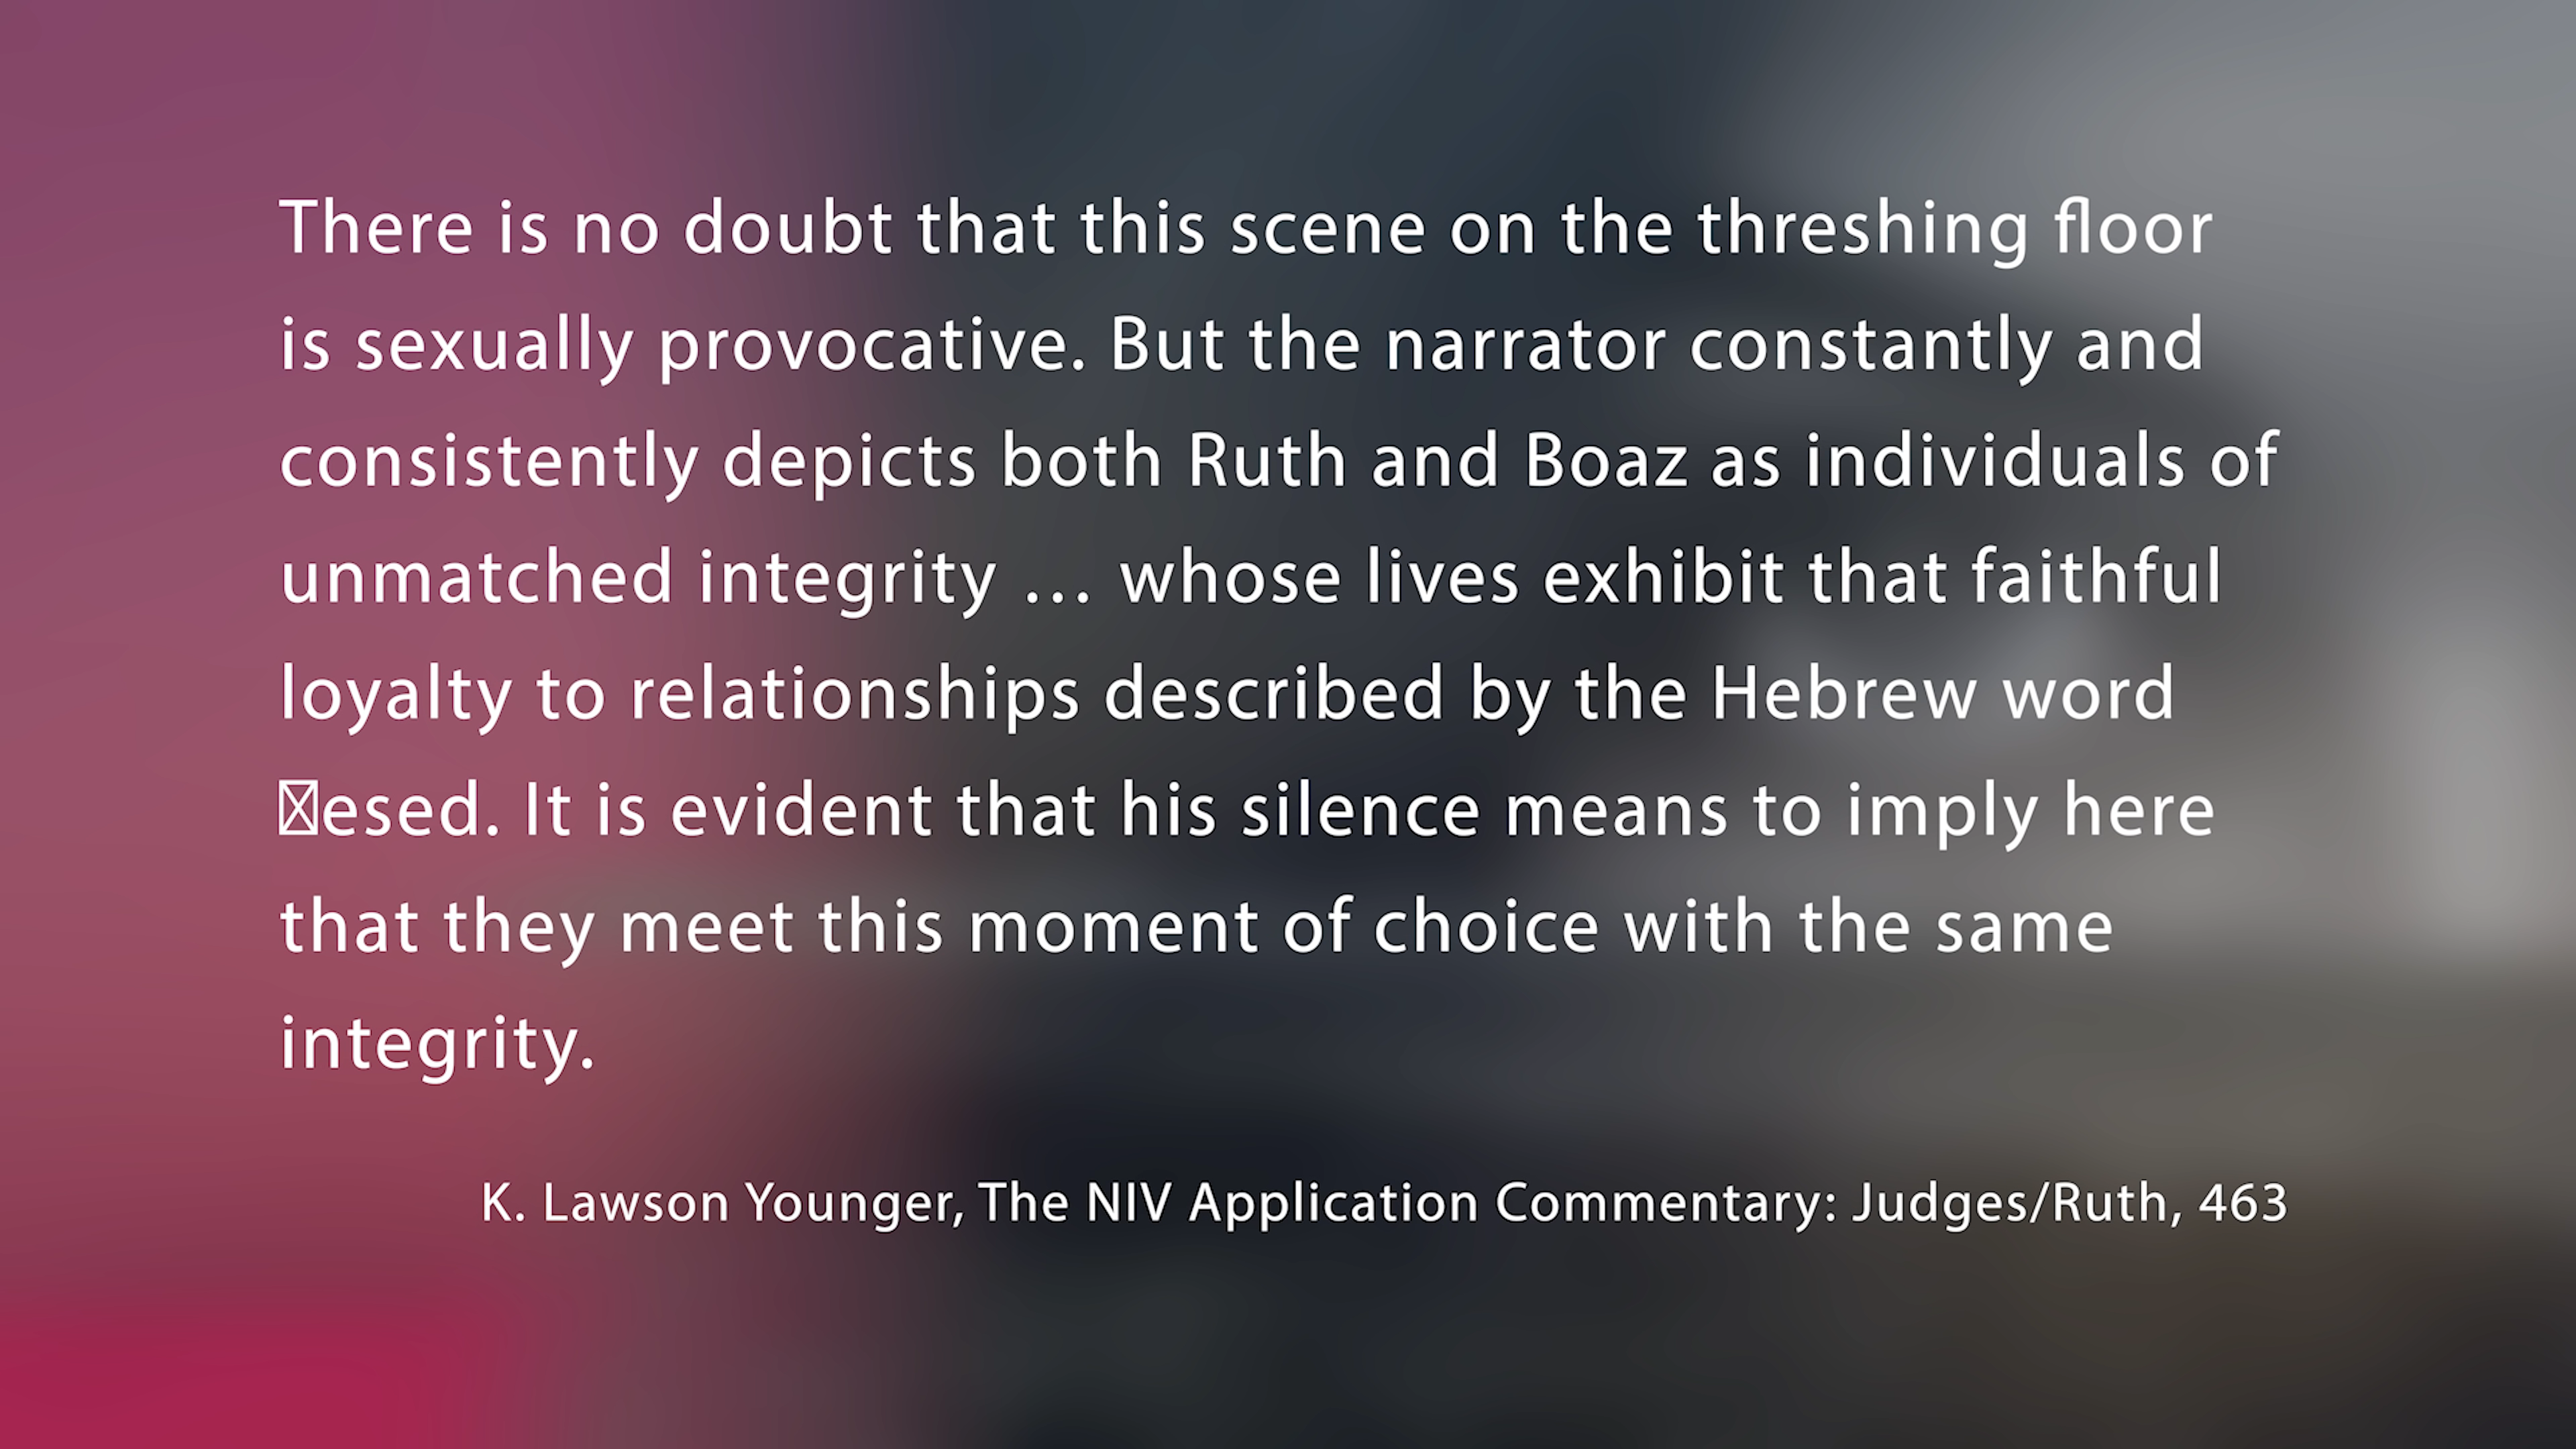 There is no doubt that this scene on the threshing floor
is sexually provocative. But the narrator constantly and
consistently depicts both Ruth and Boaz as individuals of
unmatched integrity … whose lives exhibit that faithful
loyalty to relationships described by the Hebrew word
☒esed. It is evident that his silence means to imply here
that they meet this moment of choice with the same
integrity.
K. Lawson Younger, The NIV Application Commentary: Judges/Ruth, 463